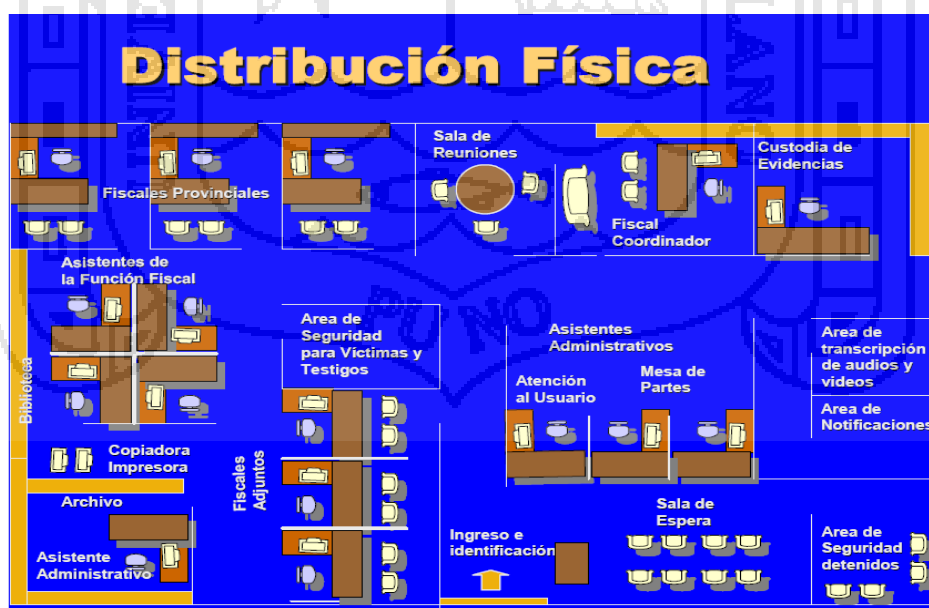 Distribución Física
Sala de
Reuniones
Custodia de
Evidencias
Fiscales Provinciales
Fiscal
Coordinador
Asistentes de
la Función Fiscal
Area de
Seguridad
para Victimas y
Testigos
Asistentes
Administrativos
Area de
transcripción
de audios y
videos
Atención
al Usuario
Mesa de
Partes
Biblioteca
Area de
Notificaciones
Copiadora
Impresora
Fiscales
Adjuntos
Archivo
Sala de
Espera
Ingreso e
identificación
Area de
Seguridad
detenidos
Asistente
Administrativo
PUNO